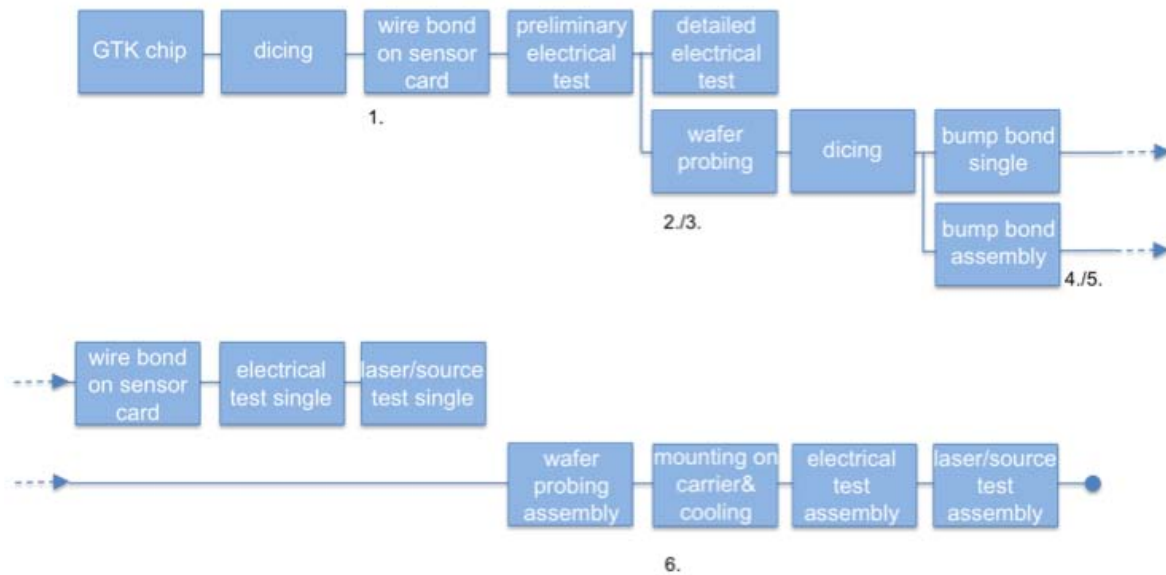 GTK chip
dicing
wire bond
on sensor
card
preliminary
electrical
test
detailed
electrical
test
1.
wafer
probing
dicing
bump bond
single
2./3.
bump bond
assembly
4./5.
wire bond
on sensor
card
electrical
test single
laser/source
test single
wafer
probing
assembly
mounting on
carrier&
cooling
electrical
test
assembly
laser/source
test
assembly
6.